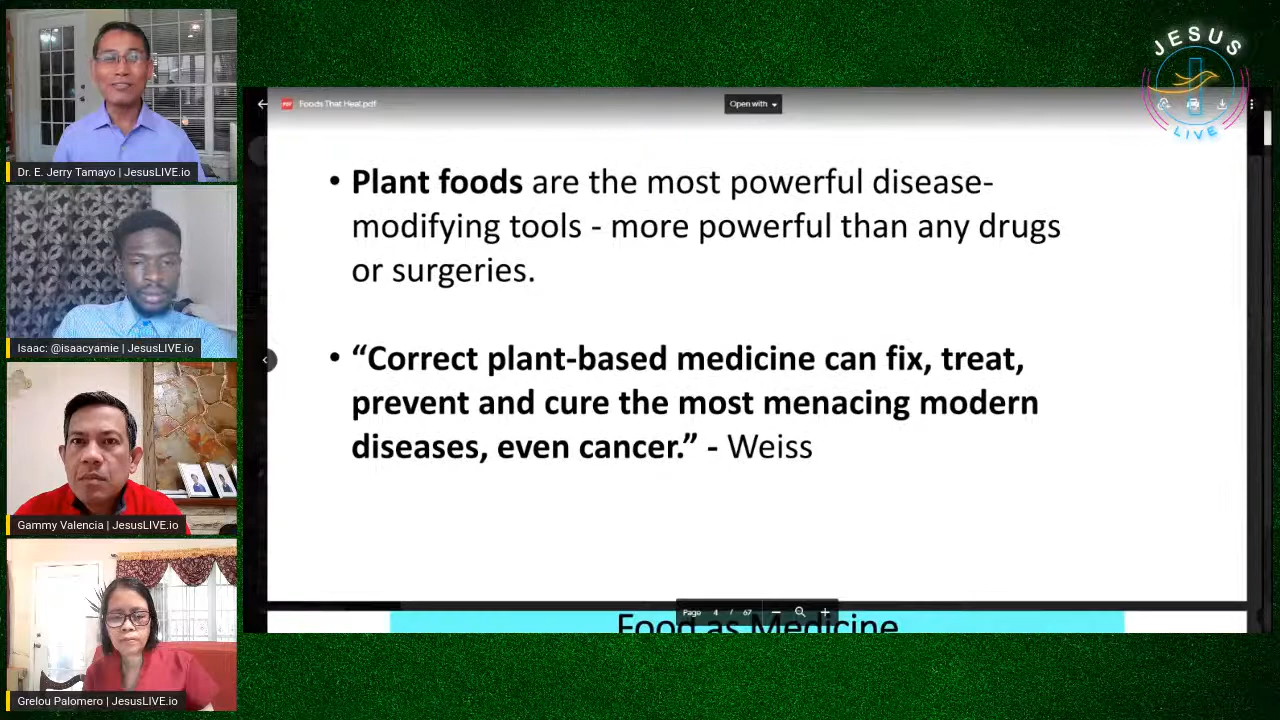 JESUS
LIVE
Foods That Heal.pdf
Open with
• Plant foods are the most powerful disease-
modifying tools - more powerful than any drugs
or surgeries.
• “Correct plant-based medicine can fix, treat,
prevent and cure the most menacing modern
diseases, even cancer.” - Weiss
Page 4 / 67
Food as Medicine
Dr. E. Jerry Tamayo | JesusLIVE.io
Isaac: @isaacyamie | JesusLIVE.io
Gammy Valencia | JesusLIVE.io
Grelou Palomero | JesusLIVE.io